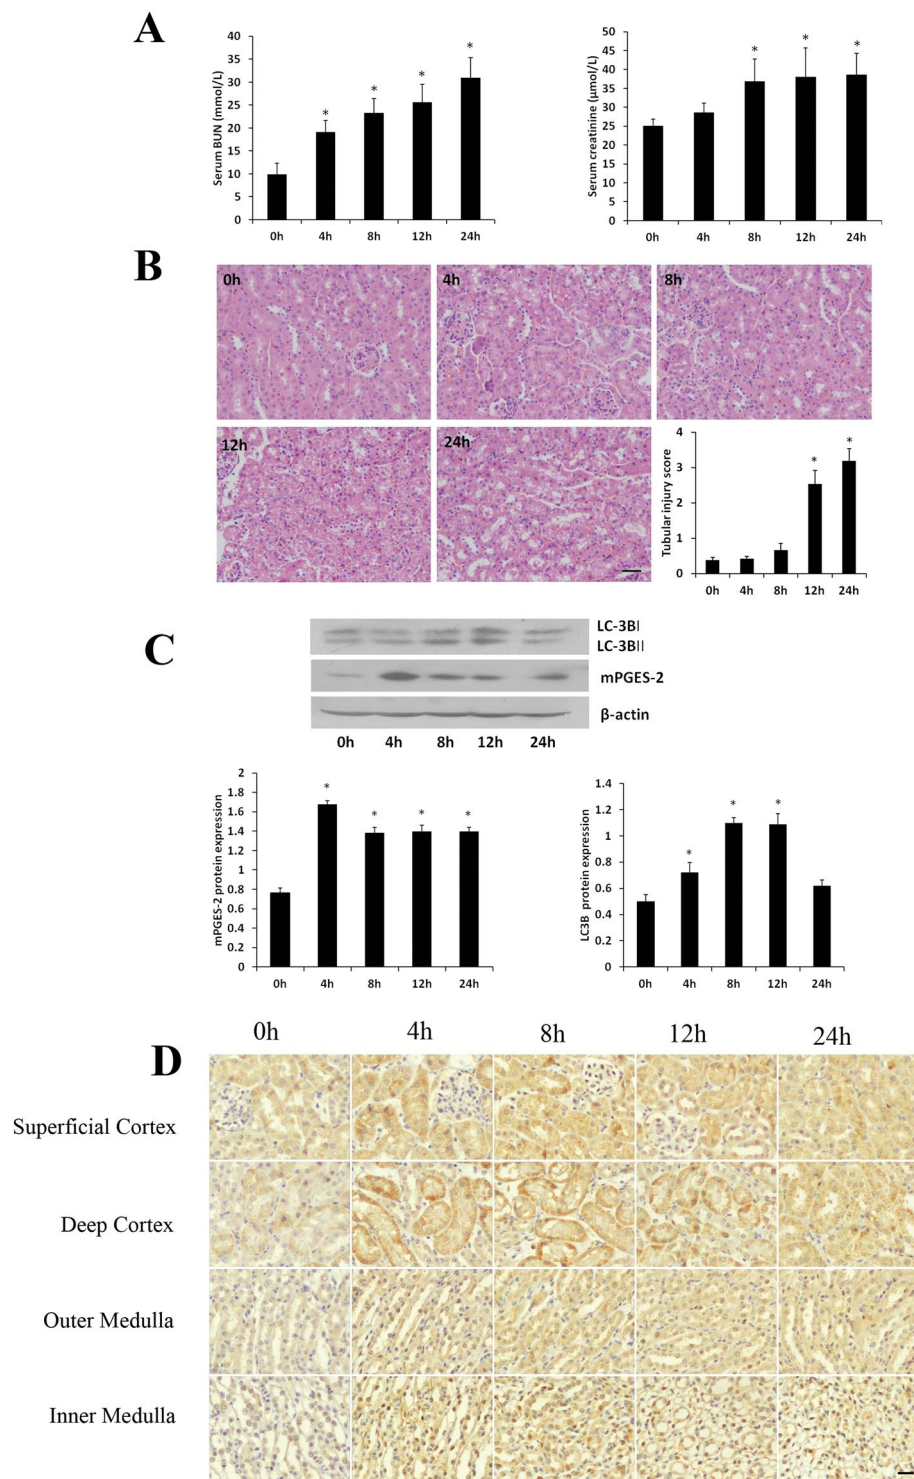 A
Serum BUN (mmol/L)
40
35
30
25
20
15
10
5
0
*
*
*
*
0h 4h 8h 12h 24h
Serum creatinine (µmol/L)
50
45
40
35
30
25
20
15
10
5
0
*
*
*
0h 4h 8h 12h 24h
B
0h
4h
8h
12h
24h
Tubular injury score
4
3
2
1
0
*
*
0h 4h 8h 12h 24h
C
LC-3BI
LC-3BII
mPGES-2
β-actin
0h 4h 8h 12h 24h
mPGES-2 protein expression
2
1.8
1.6
1.4
1.2
1
0.8
0.6
0.4
0.2
0
*
*
*
*
0h 4h 8h 12h 24h
LC3B protein expression
1.4
1.2
1
0.8
0.6
0.4
0.2
0
*
*
*
0h 4h 8h 12h 24h
D
0h 4h 8h 12h 24h
Superficial Cortex
Deep Cortex
Outer Medulla
Inner Medulla